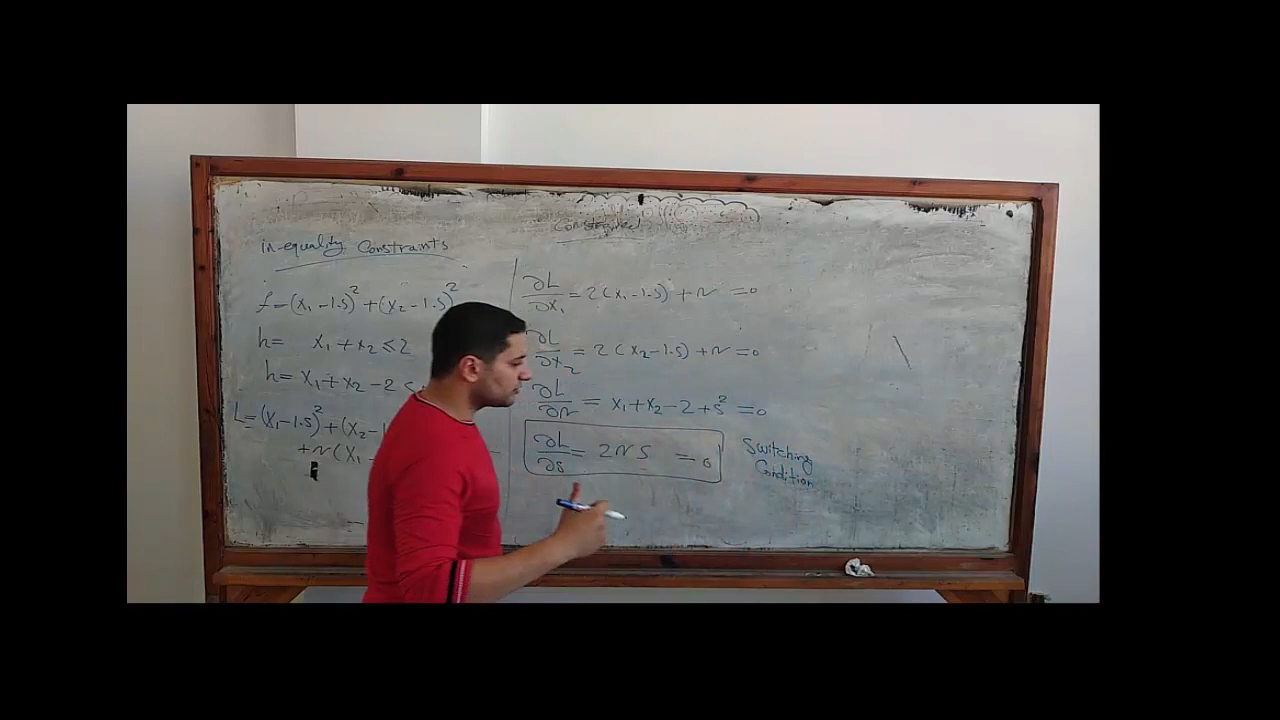 in-equality Constraints
f = (x₁ - 1.5)² + (x₂ - 1.5)²
h = x₁ + x₂ ≤ 2
h = x₁ + x₂ - 2 ≤
L = (x₁ - 1.5)² + (x₂ - 1
+ N (x₁
∂L/∂x₁ = 2(x₁ - 1.5) + N = 0
∂L/∂x₂ = 2(x₂ - 1.5) + N = 0
∂L/∂N = x₁ + x₂ - 2 + s² = 0
∂L/∂s = 2 N S = 0
Switching
Condition